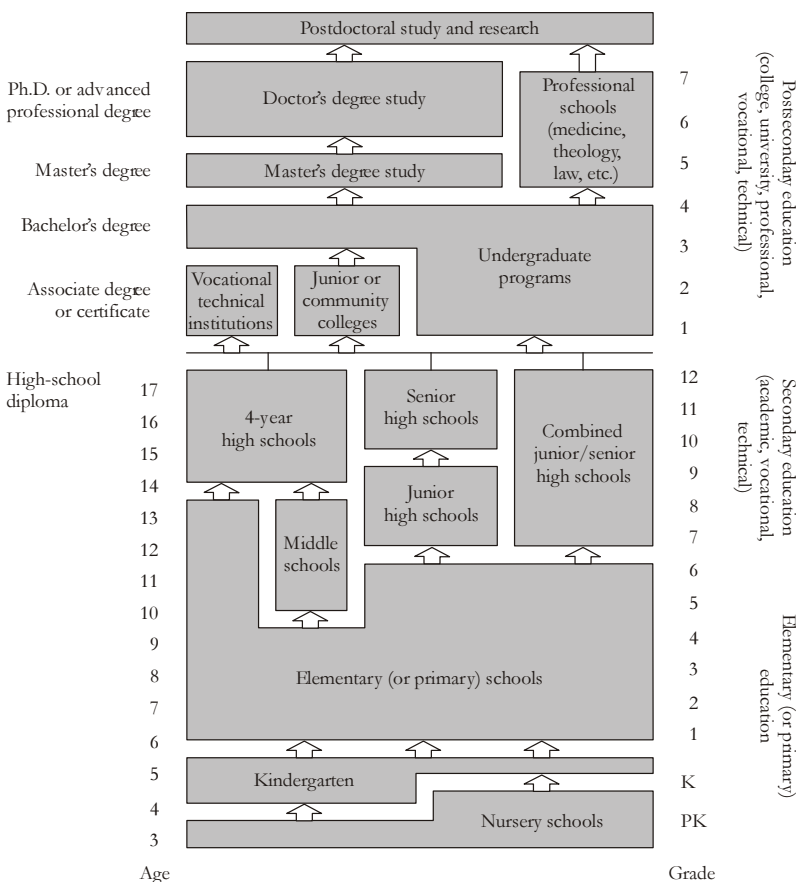 Postdoctoral study and research
Ph.D. or advanced
professional degree
Doctor's degree study
Professional
schools
(medicine,
theology,
law, etc.)
7
6
5
Master's degree
Master's degree study
Bachelor's degree
4
3
2
1
Undergraduate
programs
Associate degree
or certificate
Vocational
technical
institutions
Junior or
community
colleges
Postsecondary education
(college, university, professional,
vocational, technical)
High-school
diploma
17
16
15
14
13
12
11
10
9
8
7
6
5
4
3
Age
4-year
high schools
Senior
high schools
Combined
junior/senior
high schools
Junior
high schools
Middle
schools
Elementary (or primary) schools
Kindergarten
Nursery schools
12
11
10
9
8
7
6
5
4
3
2
1
K
PK
Grade
Secondary education
(academic, vocational,
technical)
Elementary (or primary)
education